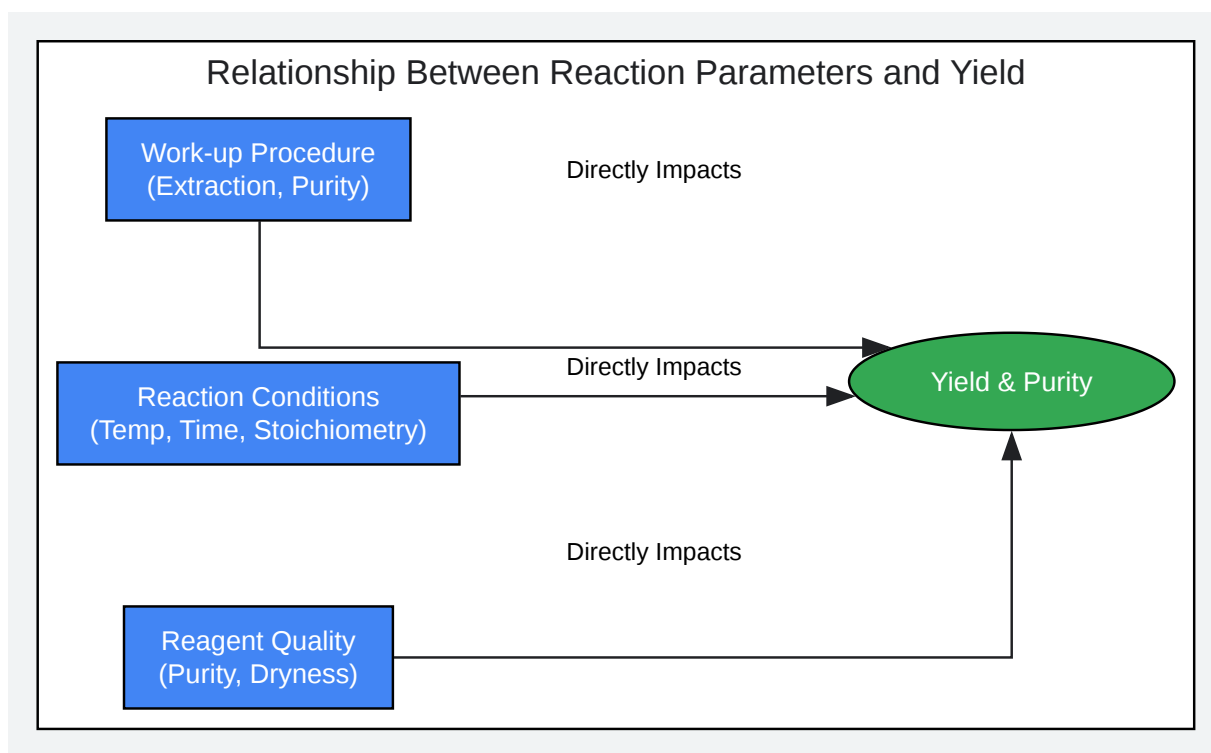 Relationship Between Reaction Parameters and Yield
Work-up Procedure
(Extraction, Purity)
Directly Impacts
Directly Impacts
Reaction Conditions
(Temp, Time, Stoichiometry)
Yield & Purity
Directly Impacts
Reagent Quality
(Purity, Dryness)